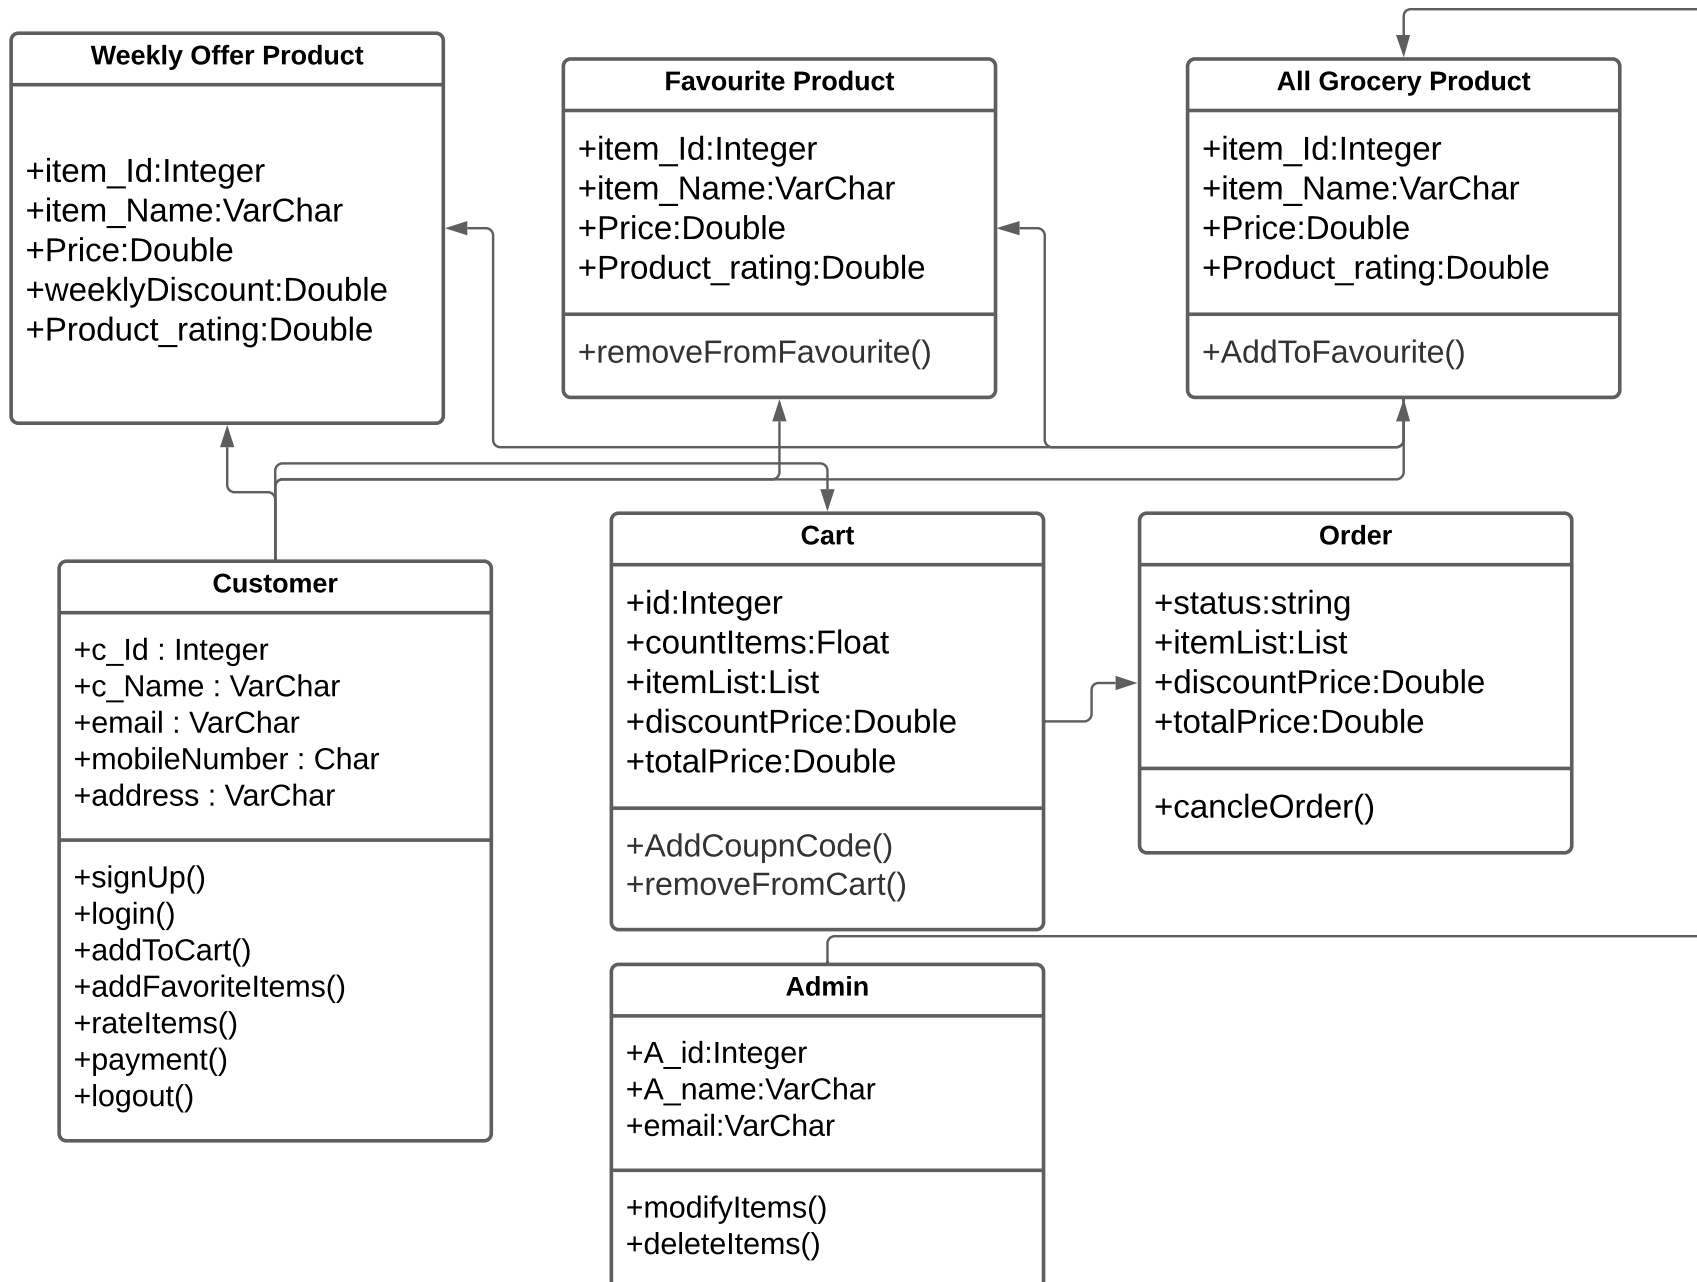 Weekly Offer Product
+item_Id:Integer
+item_Name:VarChar
+Price:Double
+weeklyDiscount:Double
+Product_rating:Double
Favourite Product
+item_Id:Integer
+item_Name:VarChar
+Price:Double
+Product_rating:Double
+removeFromFavourite()
All Grocery Product
+item_Id:Integer
+item_Name:VarChar
+Price:Double
+Product_rating:Double
+AddToFavourite()
Customer
+c_Id : Integer
+c_Name : VarChar
+email : VarChar
+mobileNumber : Char
+address : VarChar
+signUp()
+login()
+addToCart()
+addFavoriteItems()
+rateItems()
+payment()
+logout()
Cart
+id:Integer
+countItems:Float
+itemList:List
+discountPrice:Double
+totalPrice:Double
+AddCoupnCode()
+removeFromCart()
Order
+status:string
+itemList:List
+discountPrice:Double
+totalPrice:Double
+cancleOrder()
Admin
+A_id:Integer
+A_name:VarChar
+email:VarChar
+modifyItems()
+deleteItems()